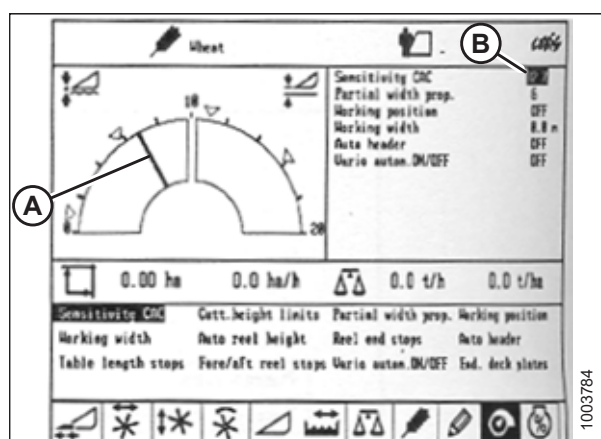 Wheat
B
Sensitivity CAC
Partial width prop. 6
Working position OFF
Working width 0.0 m
Auto header OFF
Vario autom.ON/OFF OFF
10
A
0
20
0.00 ha 0.0 ha/h 0.0 t/h 0.0 t/ha
Sensitivity CAC Cutt.height limits Partial width prop. Working position
Working width Auto reel height Reel end stops Auto header
Table length stops Fore/aft reel stops Vario autom.ON/OFF End. deck plates
1003784